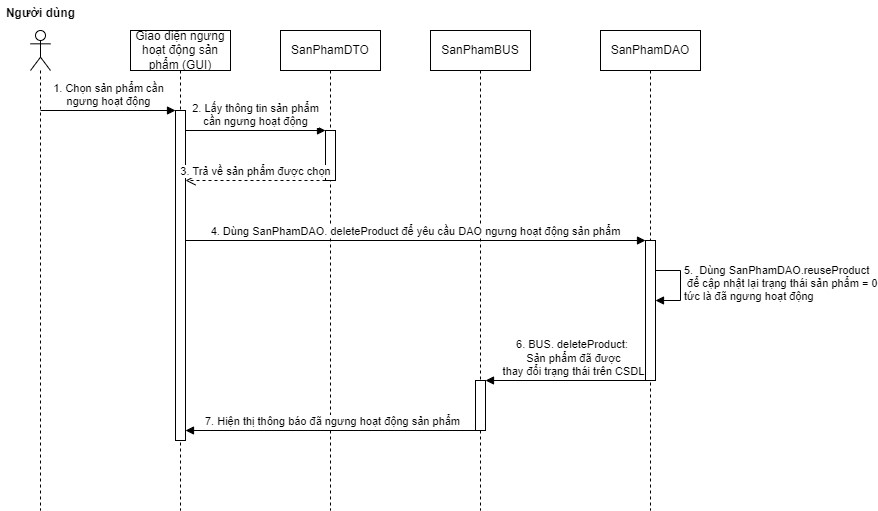 Người dùng
Giao diện ngưng
hoạt động sản
phẩm (GUI)
SanPhamDTO
SanPhamBUS
SanPhamDAO
1. Chọn sản phẩm cần
ngưng hoạt động
2. Lấy thông tin sản phẩm
cần ngưng hoạt động
3. Trả về sản phẩm được chọn
4. Dùng SanPhamDAO. deleteProduct để yêu cầu DAO ngưng hoạt động sản phẩm
5. Dùng SanPhamDAO.reuseProduct
để cập nhật lại trạng thái sản phẩm = 0
tức là đã ngưng hoạt động
6. BUS. deleteProduct:
Sản phẩm đã được
thay đổi trạng thái trên CSDL
7. Hiện thị thông báo đã ngưng hoạt động sản phẩm